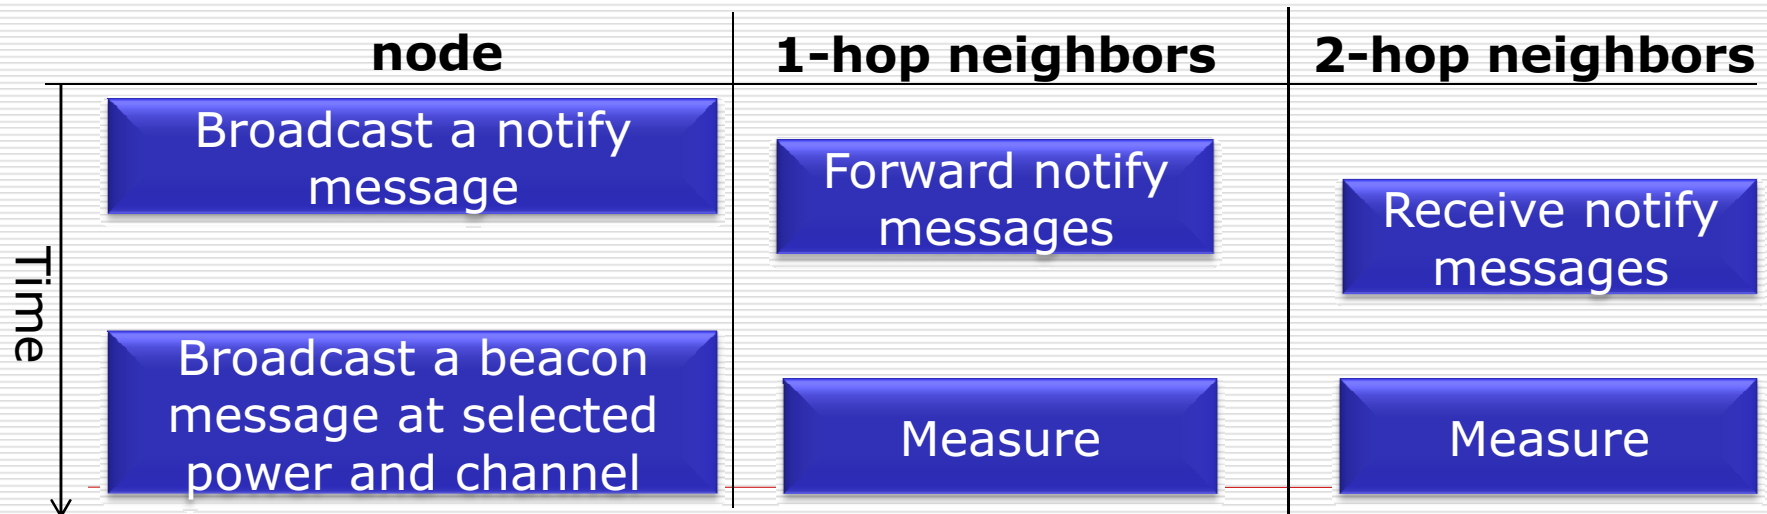 node
1-hop neighbors
2-hop neighbors
Time
Broadcast a notify
message
Forward notify
messages
Receive notify
messages
Broadcast a beacon
message at selected
power and channel
Measure
Measure